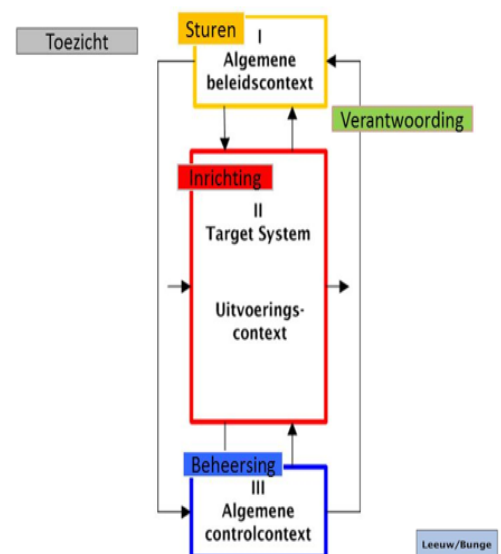 Toezicht
Sturen
I
Algemene
beleidscontext
Verantwoording
Inrichting
II
Target System
Uitvoerings-
context
Beheersing
III
Algemene
controlcontext
Leeuw/Bunge